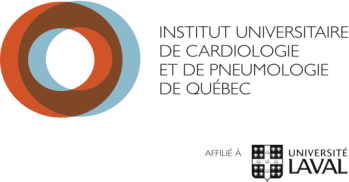 INSTITUT UNIVERSITAIRE
DE CARDIOLOGIE
ET DE PNEUMOLOGIE
DE QUÉBEC
AFFILIÉ À
UNIVERSITÉ
LAVAL